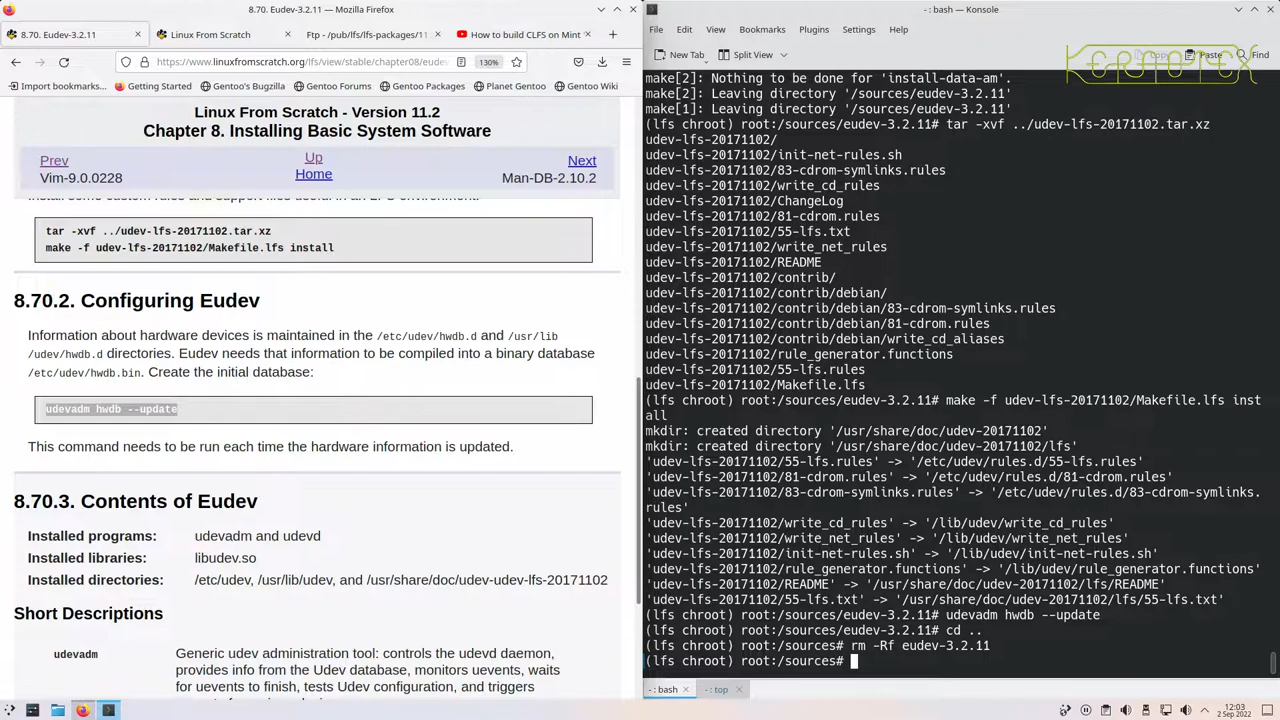 8.70. Eudev-3.2.11 — Mozilla Firefox
8.70. Eudev-3.2.11
Linux From Scratch
Ftp - /pub/lfs/lfs-packages/11
How to build CLFS on Mint
https://www.linuxfromscratch.org/lfs/view/stable/chapter08/eudev
130%
Import bookmarks...
Getting Started
Gentoo's Bugzilla
Gentoo Forums
Gentoo Packages
Planet Gentoo
Gentoo Wiki
Linux From Scratch - Version 11.2
Chapter 8. Installing Basic System Software
Prev
Up
Next
Vim-9.0.0228
Home
Man-DB-2.10.2
Install some custom rules and support files useful in an LFS environment:
tar -xvf ../udev-lfs-20171102.tar.xz
make -f udev-lfs-20171102/Makefile.lfs install
8.70.2. Configuring Eudev
Information about hardware devices is maintained in the /etc/udev/hwdb.d and /usr/lib
/udev/hwdb.d directories. Eudev needs that information to be compiled into a binary database
/etc/udev/hwdb.bin. Create the initial database:
udevadm hwdb --update
This command needs to be run each time the hardware information is updated.
8.70.3. Contents of Eudev
Installed programs: udevadm and udevd
Installed libraries: libudev.so
Installed directories: /etc/udev, /usr/lib/udev, and /usr/share/doc/udev-udev-lfs-20171102
Short Descriptions
udevadm
Generic udev administration tool: controls the udevd daemon,
provides info from the Udev database, monitors uevents, waits
for uevents to finish, tests Udev configuration, and triggers
- : bash — Konsole
File Edit View Bookmarks Plugins Settings Help
New Tab
Split View
Copy
Paste
Find
KERNOTEX
make[2]: Nothing to be done for 'install-data-am'.
make[2]: Leaving directory '/sources/eudev-3.2.11'
make[1]: Leaving directory '/sources/eudev-3.2.11'
(lfs chroot) root:/sources/eudev-3.2.11# tar -xvf ../udev-lfs-20171102.tar.xz
udev-lfs-20171102/
udev-lfs-20171102/init-net-rules.sh
udev-lfs-20171102/83-cdrom-symlinks.rules
udev-lfs-20171102/write_cd_rules
udev-lfs-20171102/ChangeLog
udev-lfs-20171102/81-cdrom.rules
udev-lfs-20171102/55-lfs.txt
udev-lfs-20171102/write_net_rules
udev-lfs-20171102/README
udev-lfs-20171102/contrib/
udev-lfs-20171102/contrib/debian/
udev-lfs-20171102/contrib/debian/83-cdrom-symlinks.rules
udev-lfs-20171102/contrib/debian/81-cdrom.rules
udev-lfs-20171102/contrib/debian/write_cd_aliases
udev-lfs-20171102/rule_generator.functions
udev-lfs-20171102/55-lfs.rules
udev-lfs-20171102/Makefile.lfs
(lfs chroot) root:/sources/eudev-3.2.11# make -f udev-lfs-20171102/Makefile.lfs inst
all
mkdir: created directory '/usr/share/doc/udev-20171102'
mkdir: created directory '/usr/share/doc/udev-20171102/lfs'
'udev-lfs-20171102/55-lfs.rules' -> '/etc/udev/rules.d/55-lfs.rules'
'udev-lfs-20171102/81-cdrom.rules' -> '/etc/udev/rules.d/81-cdrom.rules'
'udev-lfs-20171102/83-cdrom-symlinks.rules' -> '/etc/udev/rules.d/83-cdrom-symlinks.
rules'
'udev-lfs-20171102/write_cd_rules' -> '/lib/udev/write_cd_rules'
'udev-lfs-20171102/write_net_rules' -> '/lib/udev/write_net_rules'
'udev-lfs-20171102/init-net-rules.sh' -> '/lib/udev/init-net-rules.sh'
'udev-lfs-20171102/rule_generator.functions' -> '/lib/udev/rule_generator.functions'
'udev-lfs-20171102/README' -> '/usr/share/doc/udev-20171102/lfs/README'
'udev-lfs-20171102/55-lfs.txt' -> '/usr/share/doc/udev-20171102/lfs/55-lfs.txt'
(lfs chroot) root:/sources/eudev-3.2.11# udevadm hwdb --update
(lfs chroot) root:/sources/eudev-3.2.11# cd ..
(lfs chroot) root:/sources# rm -Rf eudev-3.2.11
(lfs chroot) root:/sources#
- : bash
- : top
12:03
2 Sep 2022